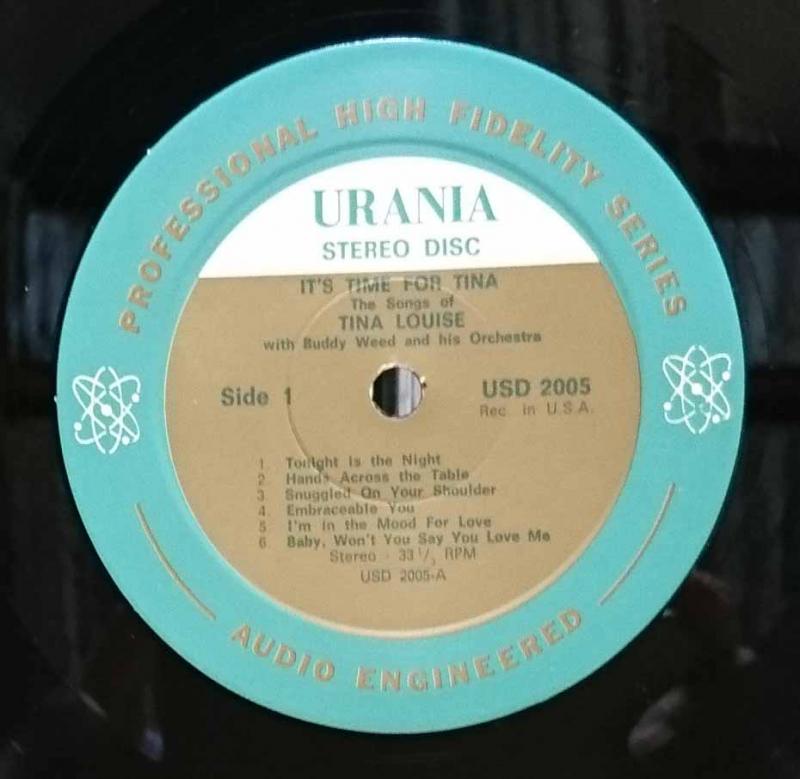 PROFESSIONAL HIGH FIDELITY SERIES
URANIA
STEREO DISC
IT'S TIME FOR TINA
The Songs of
TINA LOUISE
with Buddy Weed and his Orchestra
Side 1
USD 2005
Rec. in U.S.A.
1. Tonight Is the Night
2. Hands Across the Table
3. Snuggled On Your Shoulder
4. Embraceable You
5. I'm In the Mood For Love
6. Baby, Won't You Say You Love Me
Stereo - 33 1/3 RPM
USD 2005-A
AUDIO ENGINEERED